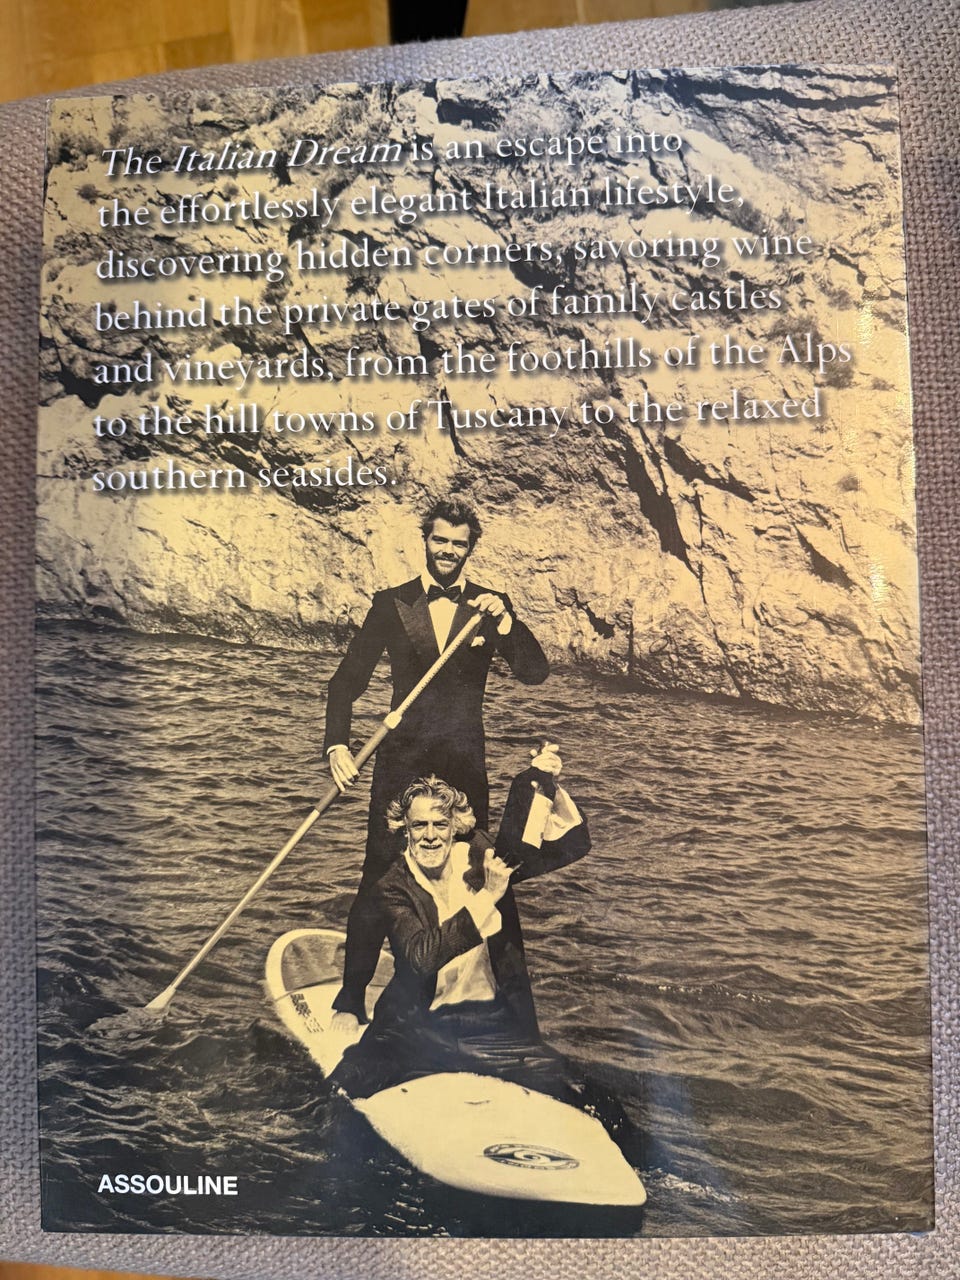 The Italian Dream is an escape into
the effortlessly elegant Italian lifestyle,
discovering hidden corners, savoring wine
behind the private gates of family castles
and vineyards, from the foothills of the Alps
to the hill towns of Tuscany to the relaxed
southern seasides.
ASSOULINE